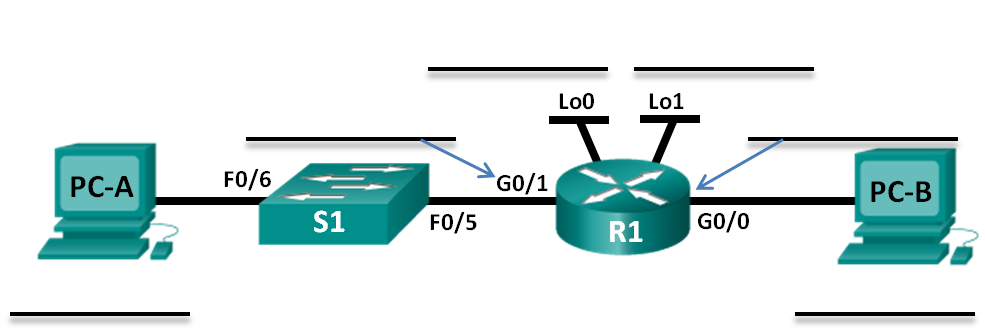 Lo0
Lo1
PC-A
F0/6
S1
F0/5
G0/1
R1
G0/0
PC-B